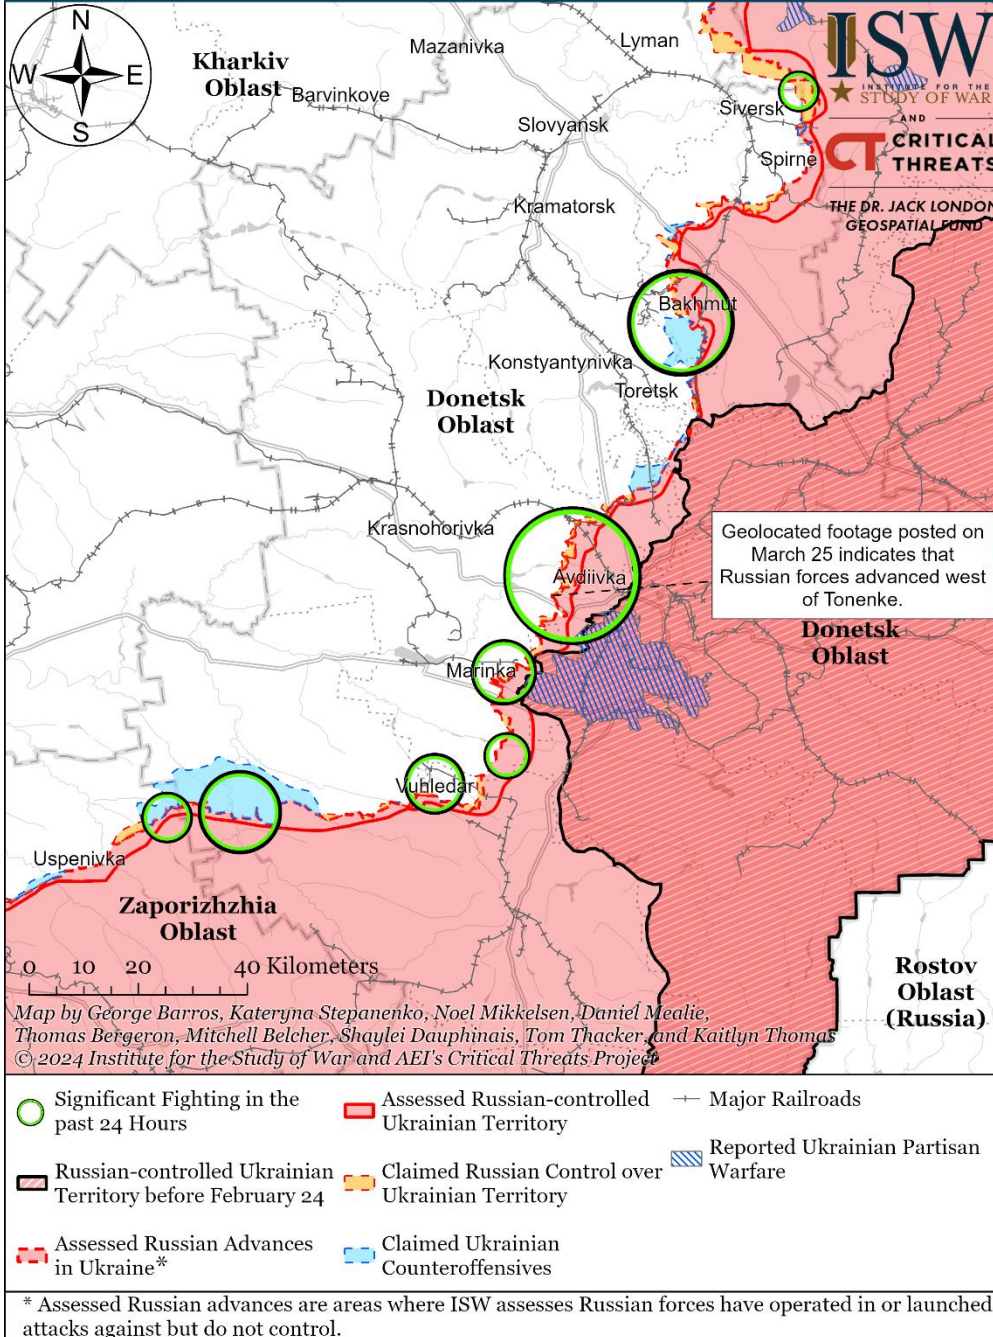 N
W E
S
Kharkiv
Oblast
Mazanivka
Lyman
Barvinkove
Slovyansk
Siversk
Spirne
Kramatorsk
ISW
INSTITUTE FOR THE
STUDY OF WAR
AND
CT CRITICAL
THREATS
THE DR. JACK LONDON
GEOSPATIAL FUND
Bakhmut
Konstyantynivka
Toretsk
Donetsk
Oblast
Krasnohorivka
Avdiivka
Geolocated footage posted on
March 25 indicates that
Russian forces advanced west
of Tonenke.
Donetsk
Oblast
Marinka
Vuhledar
Uspenivka
Zaporizhzhia
Oblast
Rostov
Oblast
(Russia)
0 10 20 40 Kilometers
Map by George Barros, Kateryna Stepanenko, Noel Mikkelsen, Daniel Mealie,
Thomas Bergeron, Mitchell Belcher, Shaylei Dauphinais, Tom Thacker, and Kaitlyn Thomas
© 2024 Institute for the Study of War and AEI's Critical Threats Project
Significant Fighting in the
past 24 Hours
Russian-controlled Ukrainian
Territory before February 24
Assessed Russian Advances
in Ukraine*
Assessed Russian-controlled
Ukrainian Territory
Claimed Russian Control over
Ukrainian Territory
Claimed Ukrainian
Counteroffensives
Major Railroads
Reported Ukrainian Partisan
Warfare
* Assessed Russian advances are areas where ISW assesses Russian forces have operated in or launched
attacks against but do not control.